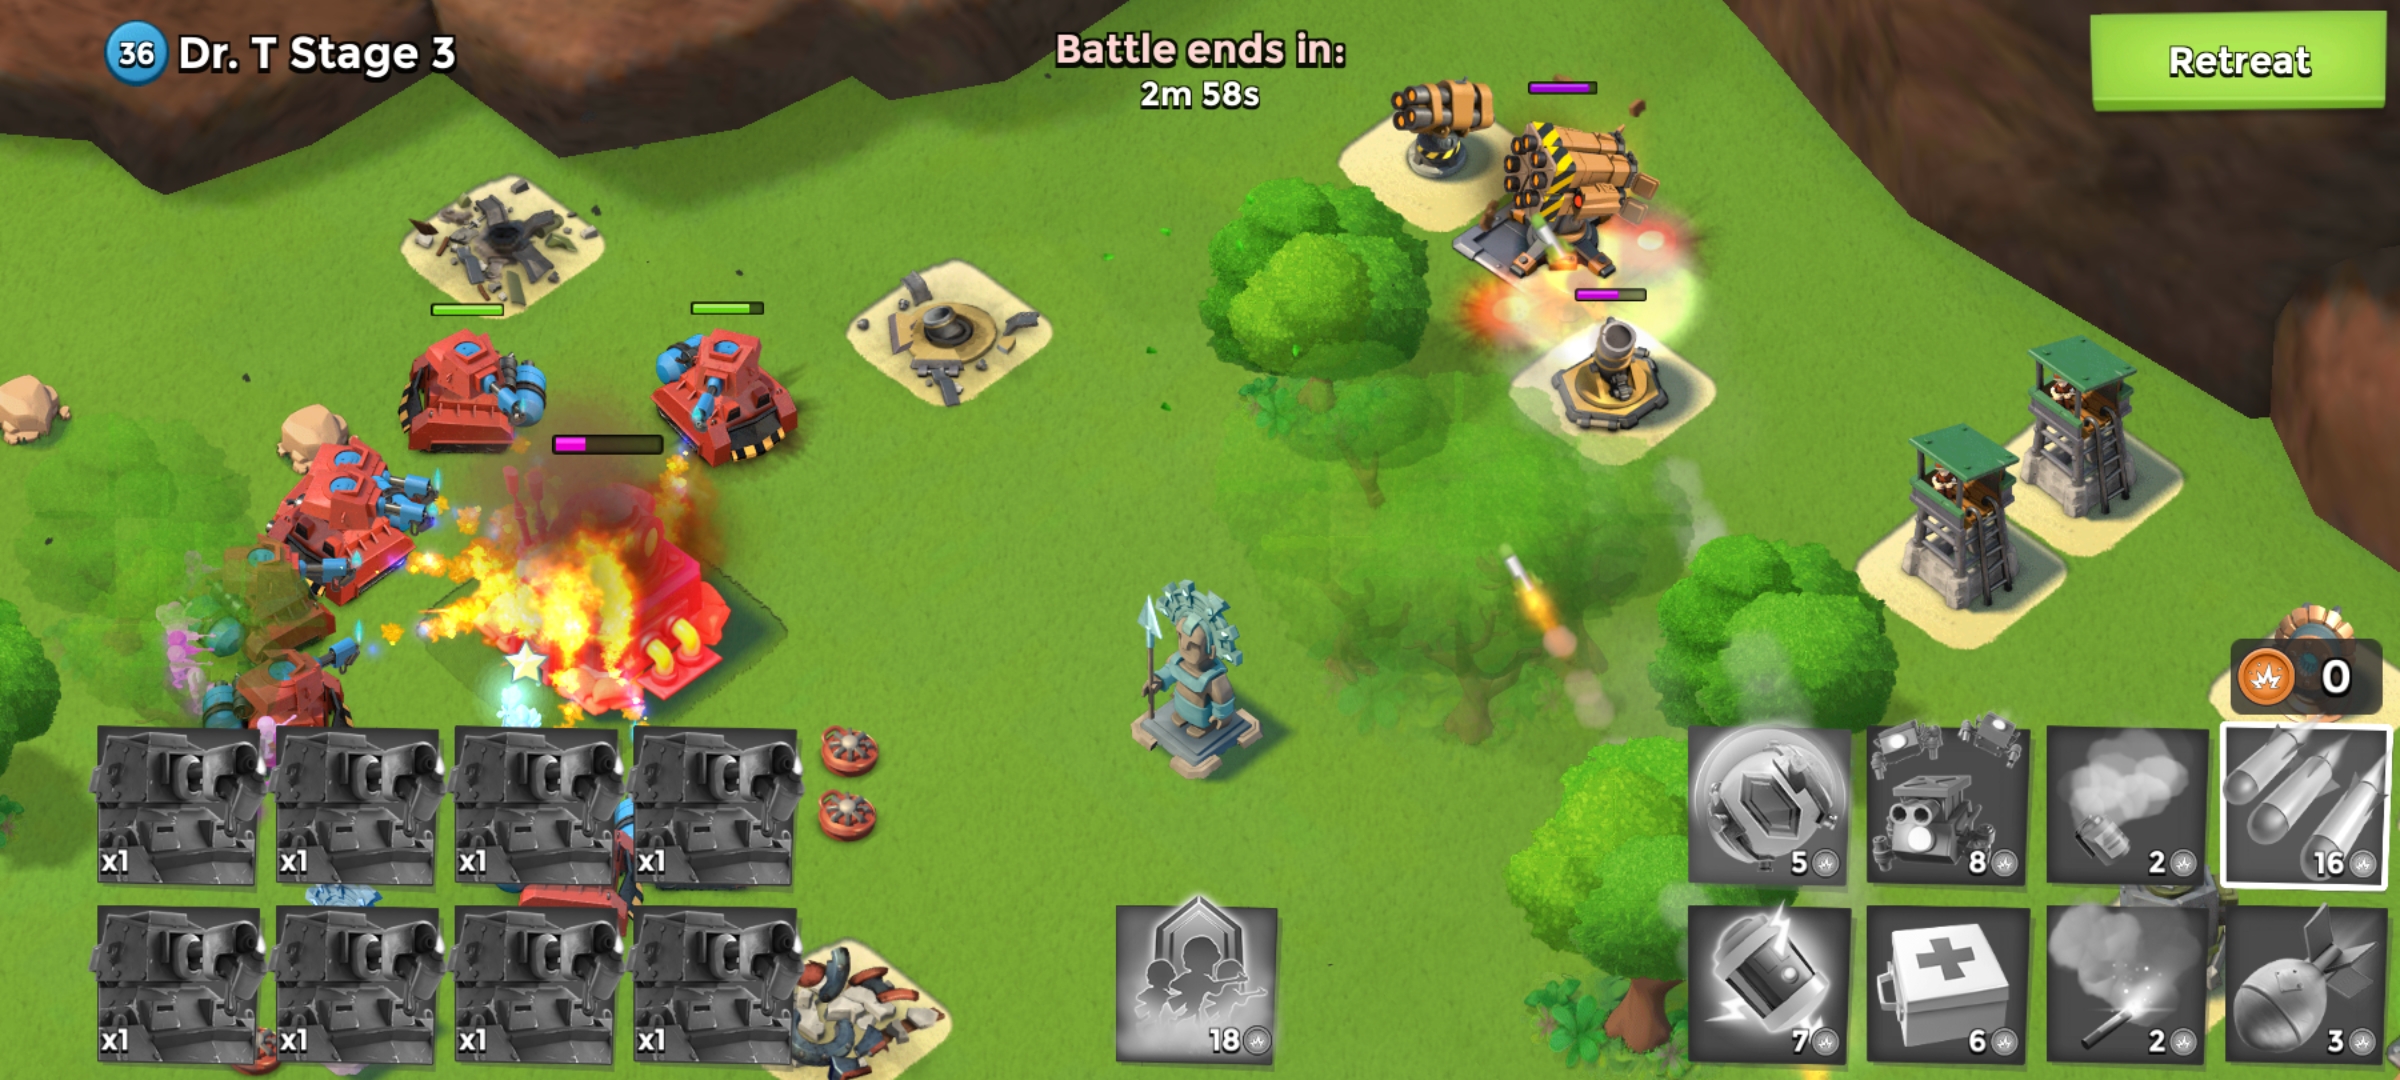 36 Dr. T Stage 3
Battle ends in:
2m 58s
Retreat
0
x1 x1 x1 x1
5 8 2 16
x1 x1 x1 x1
18
7 6 2 3